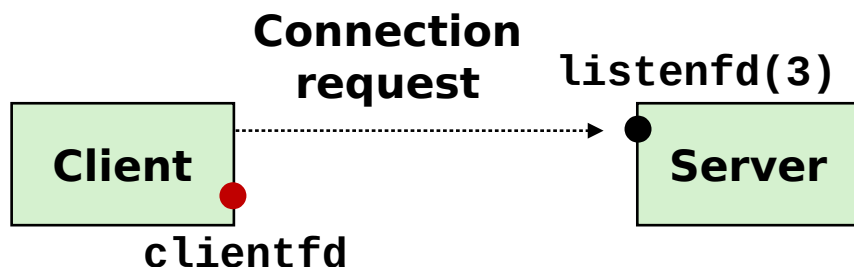 Connection
request
listenfd(3)
Client
Server
clientfd